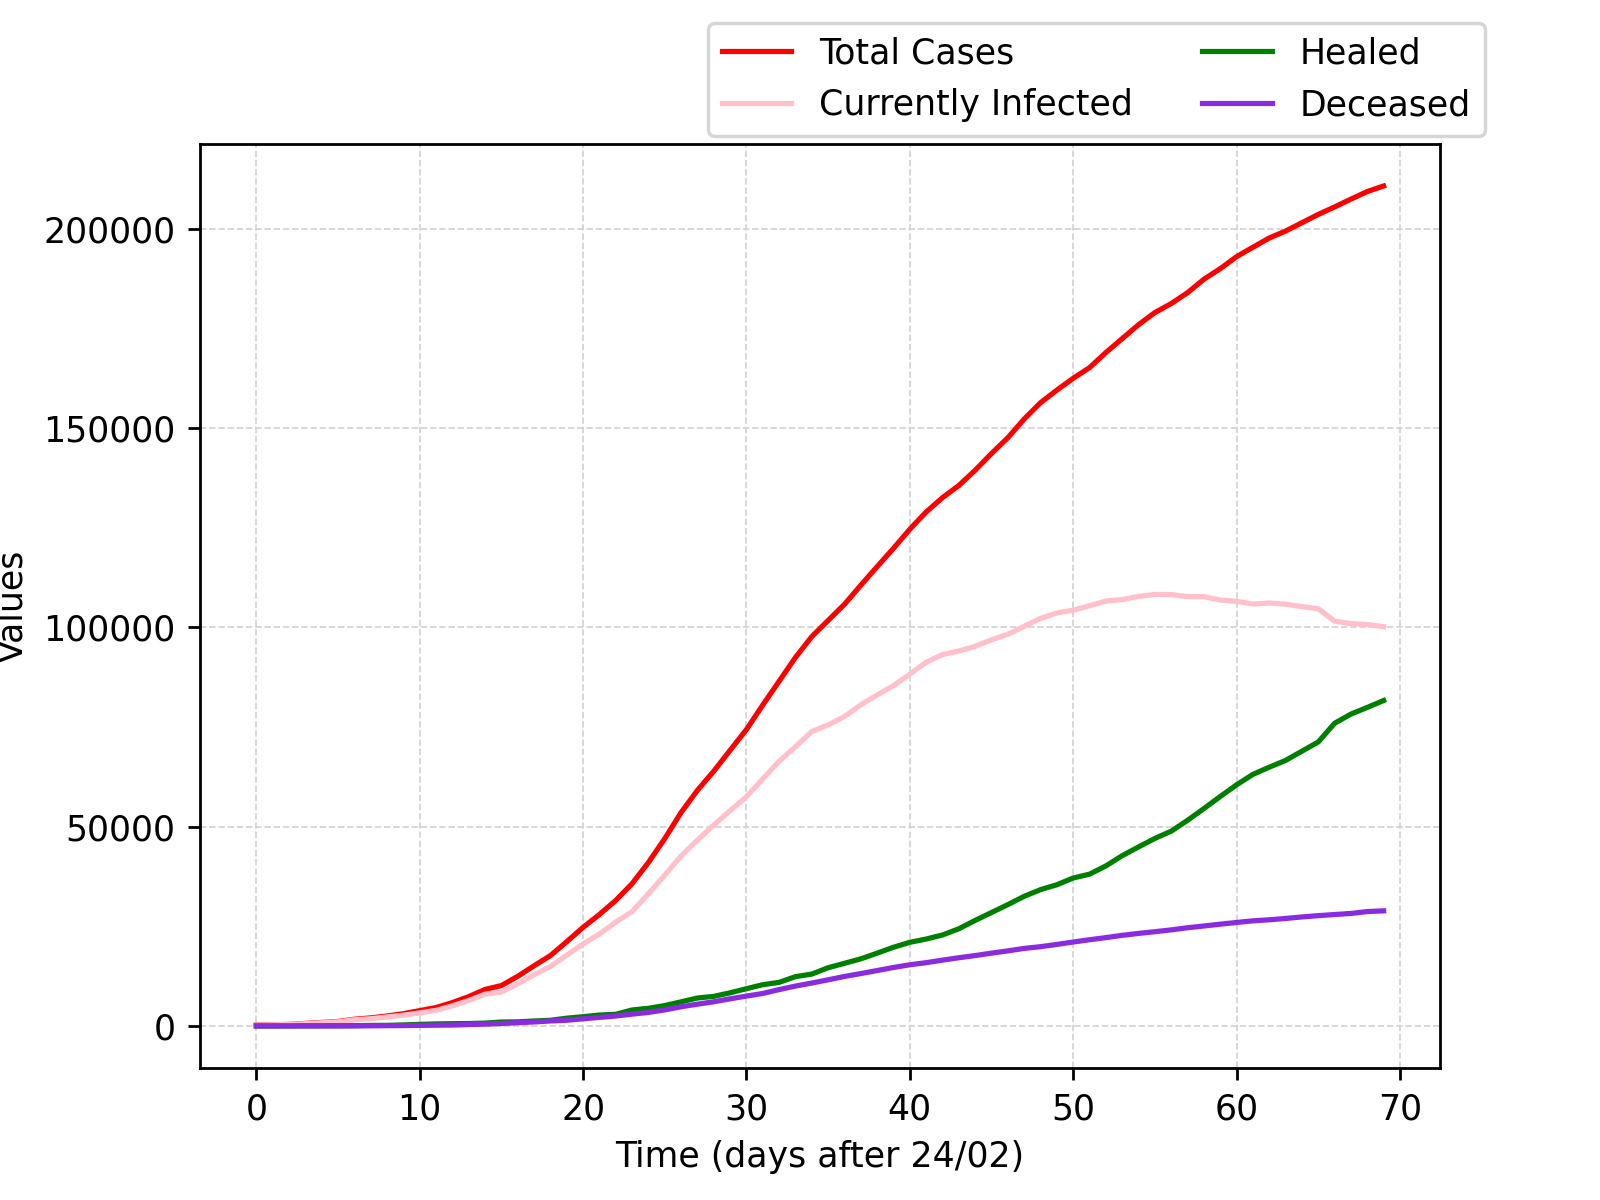 Total Cases
Currently Infected
Healed
Deceased
200000
150000
100000
50000
0
Values
0 10 20 30 40 50 60 70
Time (days after 24/02)